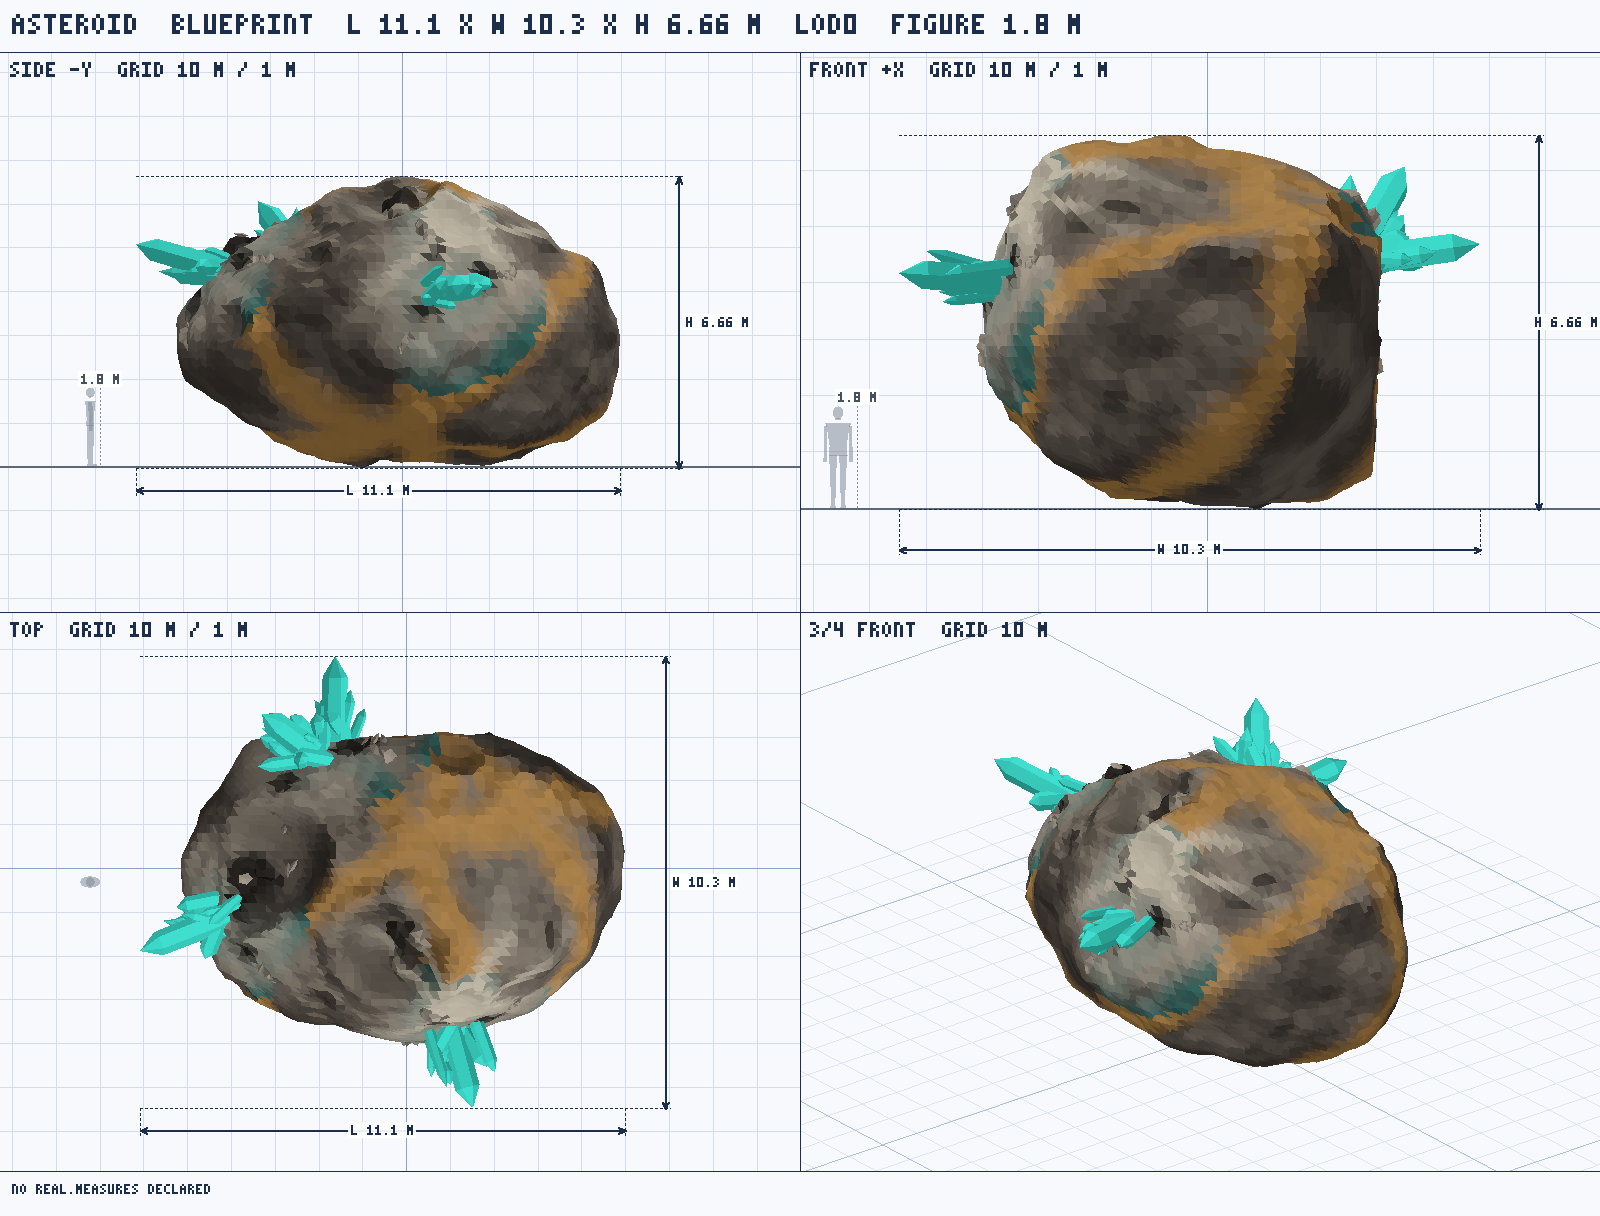 ASTEROID BLUEPRINT L 11.1 X W 10.3 X H 6.66 M LOD0 FIGURE 1.8 M
SIDE -Y GRID 10 M / 1 M
1.8 M
H 6.66 M
L 11.1 M
FRONT +X GRID 10 M / 1 M
1.8 M
H 6.66 M
W 10.3 M
TOP GRID 10 M / 1 M
W 10.3 M
L 11.1 M
3/4 FRONT GRID 10 M
NO REAL.MEASURES DECLARED